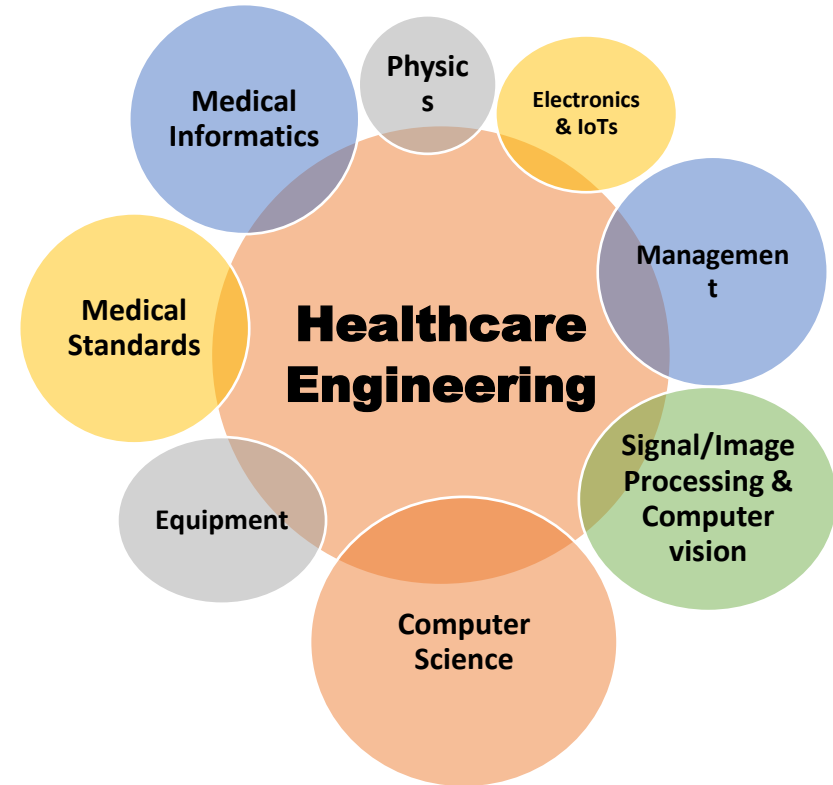 Physic
s
Electronics
& IoTs
Medical
Informatics
Managemen
t
Medical
Standards
Healthcare
Engineering
Signal/Image
Processing &
Computer
vision
Equipment
Computer
Science